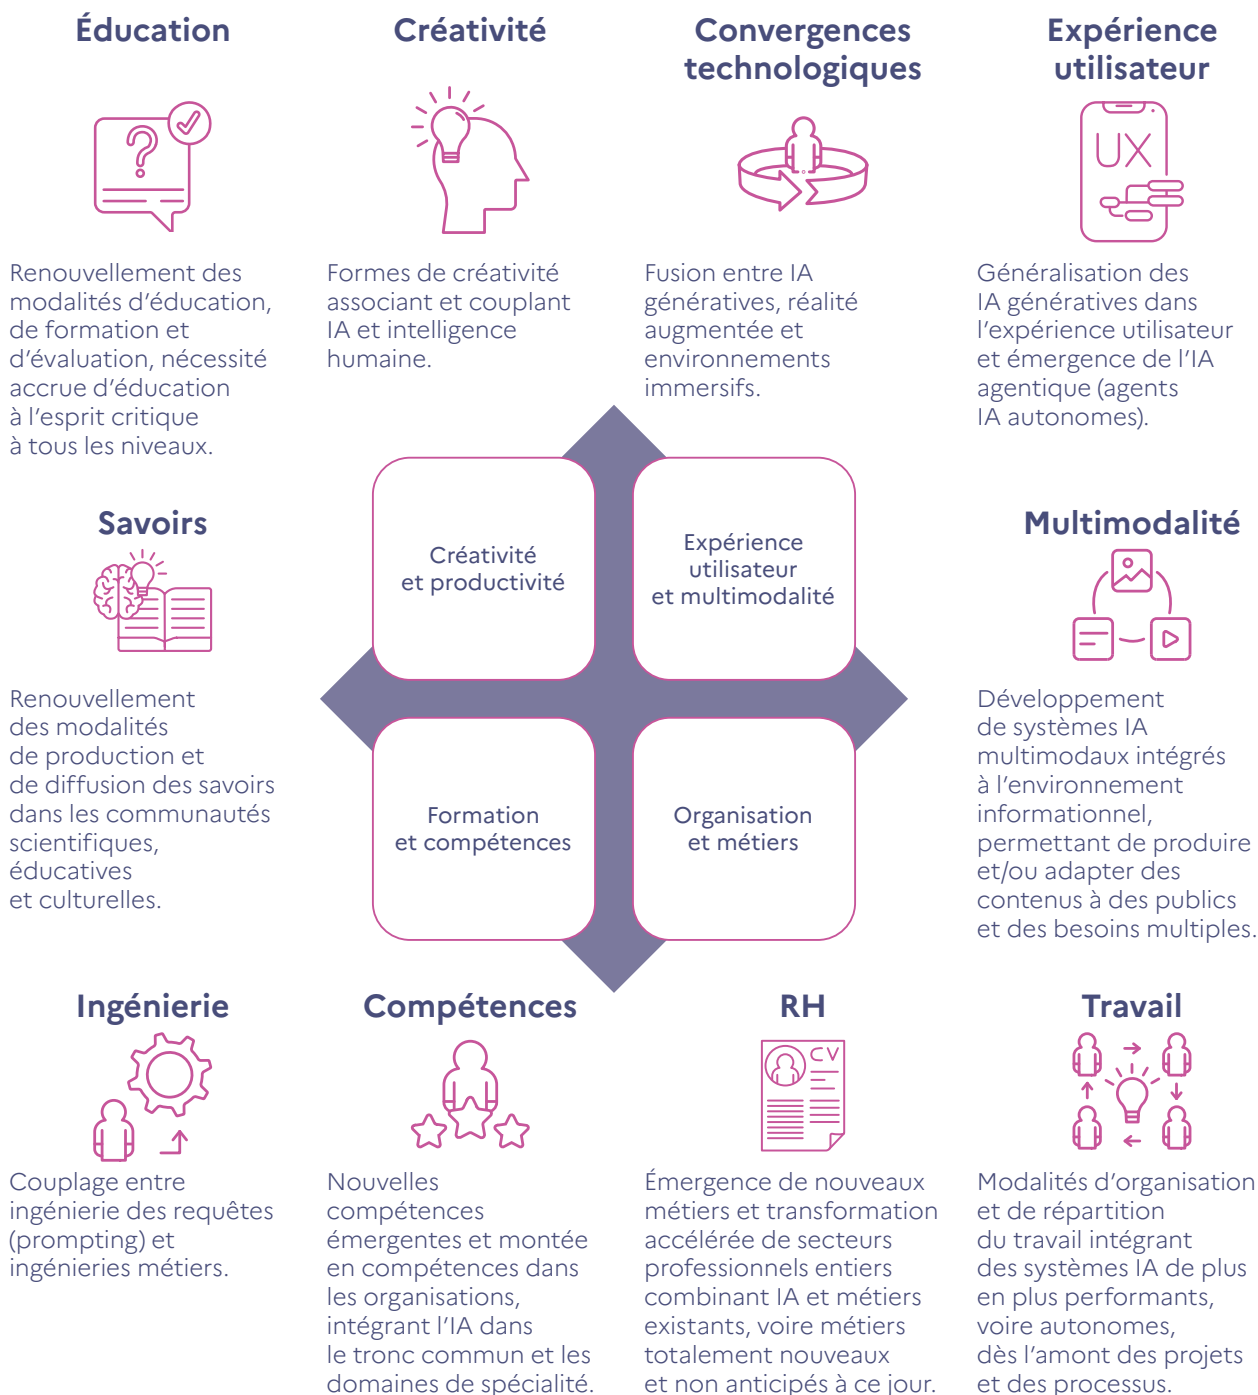 Éducation
Renouvellement des
modalités d’éducation,
de formation et
d’évaluation, nécessité
accrue d’éducation
à l’esprit critique
à tous les niveaux.
Créativité
Formes de créativité
associant et couplant
IA et intelligence
humaine.
Convergences
technologiques
Fusion entre IA
génératives, réalité
augmentée et
environnements
immersifs.
Expérience
utilisateur
UX
Généralisation des
IA génératives dans
l’expérience utilisateur
et émergence de l’IA
agentique (agents
IA autonomes).
Savoirs
Renouvellement
des modalités
de production et
de diffusion des savoirs
dans les communautés
scientifiques,
éducatives
et culturelles.
Créativité
et productivité
Expérience
utilisateur
et multimodalité
Formation
et compétences
Organisation
et métiers
Multimodalité
Développement
de systèmes IA
multimodaux intégrés
à l’environnement
informationnel,
permettant de produire
et/ou adapter des
contenus à des publics
et des besoins multiples.
Ingénierie
Couplage entre
ingénierie des requêtes
(prompting) et
ingénieries métiers.
Compétences
Nouvelles
compétences
émergentes et montée
en compétences dans
les organisations,
intégrant l’IA dans
le tronc commun et les
domaines de spécialité.
RH
CV
Émergence de nouveaux
métiers et transformation
accélérée de secteurs
professionnels entiers
combinant IA et métiers
existants, voire métiers
totalement nouveaux
et non anticipés à ce jour.
Travail
Modalités d’organisation
et de répartition
du travail intégrant
des systèmes IA de plus
en plus performants,
voire autonomes,
dès l’amont des projets
et des processus.